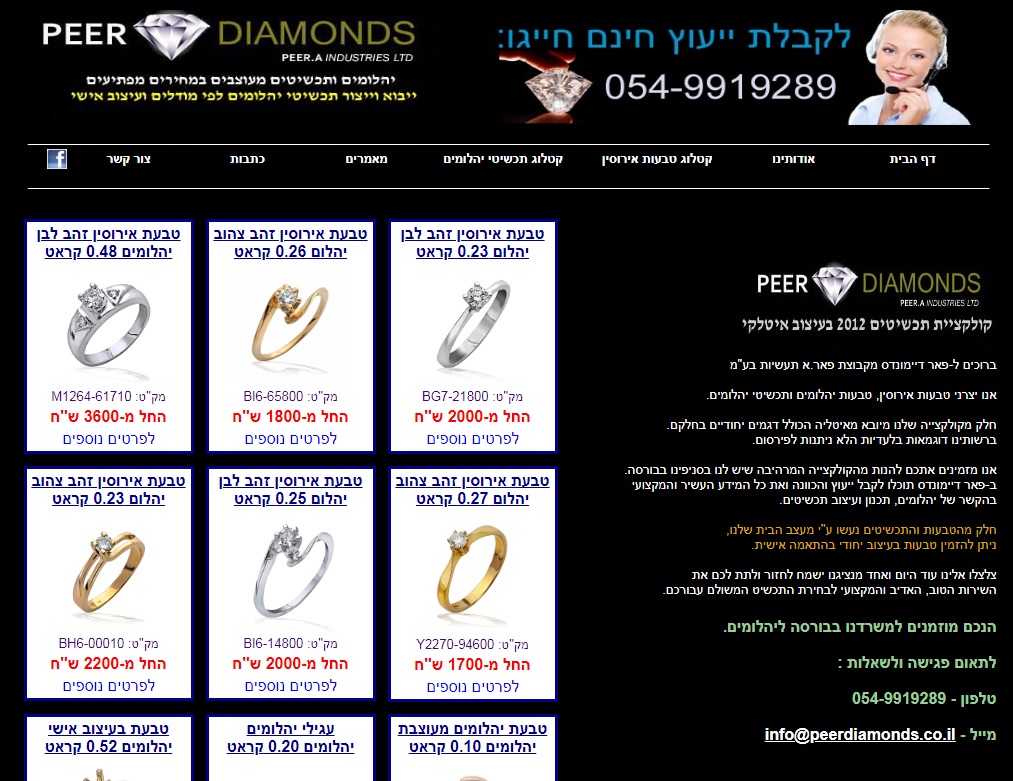 PEER DIAMONDS
PEER.A INDUSTRIES LTD
יהלומים ותכשיטים מעוצבים במחירים מפתיעים
ייבוא וייצור תכשיטי יהלומים לפי מודלים ועיצוב אישי
לקבלת ייעוץ חינם חייגו:
054-9919289
דף הבית
אודותינו
קטלוג טבעות אירוסין
קטלוג תכשיטי יהלומים
מאמרים
כתבות
צור קשר
f
PEER DIAMONDS
PEER.A INDUSTRIES LTD
קולקציית תכשיטים 2012 בעיצוב איטלקי
ברוכים ל-פאר דיימונדס מקבוצת פאר.א תעשיות בע"מ
אנו יצרני טבעות אירוסין, טבעות יהלומים ותכשיטי יהלומים.
חלק מקולקצייה שלנו מיובא מאיטליה הכולל דגמים יחודיים בחלקם.
ברשותינו דוגמאות בלעדיות הלא ניתנות לפירסום.
אנו מזמינים אתכם להנות מהקולקצייה המרהיבה שיש לנו בסניפינו בבורסה.
ב-פאר דיימונדס תוכלו לקבל ייעוץ והכוונה ואת כל המידע העשיר והמקצועי
בהקשר של יהלומים, תכנון ועיצוב תכשיטים.
חלק מהטבעות והתכשיטים נעשו ע"י מעצב הבית שלנו,
ניתן להזמין טבעות בעיצוב יחודי בהתאמה אישית.
צלצלו אלינו עוד היום ואחד מנציגנו ישמח לחזור ולתת לכם את
השירות הטוב, האדיב והמקצועי לבחירת התכשיט המשולם עבורכם.
הנכם מוזמנים למשרדנו בבורסה ליהלומים.
לתאום פגישה ולשאלות :
טלפון - 054-9919289
מייל - info@peerdiamonds.co.il
טבעת אירוסין זהב לבן
יהלום 0.23 קראט
מק"ט: BG7-21800
החל מ-2000 ש"ח
לפרטים נוספים
טבעת אירוסין זהב צהוב
יהלום 0.26 קראט
מק"ט: BI6-65800
החל מ-1800 ש"ח
לפרטים נוספים
טבעת אירוסין זהב לבן
יהלומים 0.48 קראט
מק"ט: M1264-61710
החל מ-3600 ש"ח
לפרטים נוספים
טבעת אירוסין זהב צהוב
יהלום 0.27 קראט
מק"ט: Y2270-94600
החל מ-1700 ש"ח
לפרטים נוספים
טבעת אירוסין זהב לבן
יהלום 0.25 קראט
מק"ט: BI6-14800
החל מ-2000 ש"ח
לפרטים נוספים
טבעת אירוסין זהב צהוב
יהלום 0.23 קראט
מק"ט: BH6-00010
החל מ-2200 ש"ח
לפרטים נוספים
טבעת יהלומים מעוצבת
יהלומים 0.10 קראט
עגילי יהלומים
יהלומים 0.20 קראט
טבעת בעיצוב אישי
יהלומים 0.52 קראט